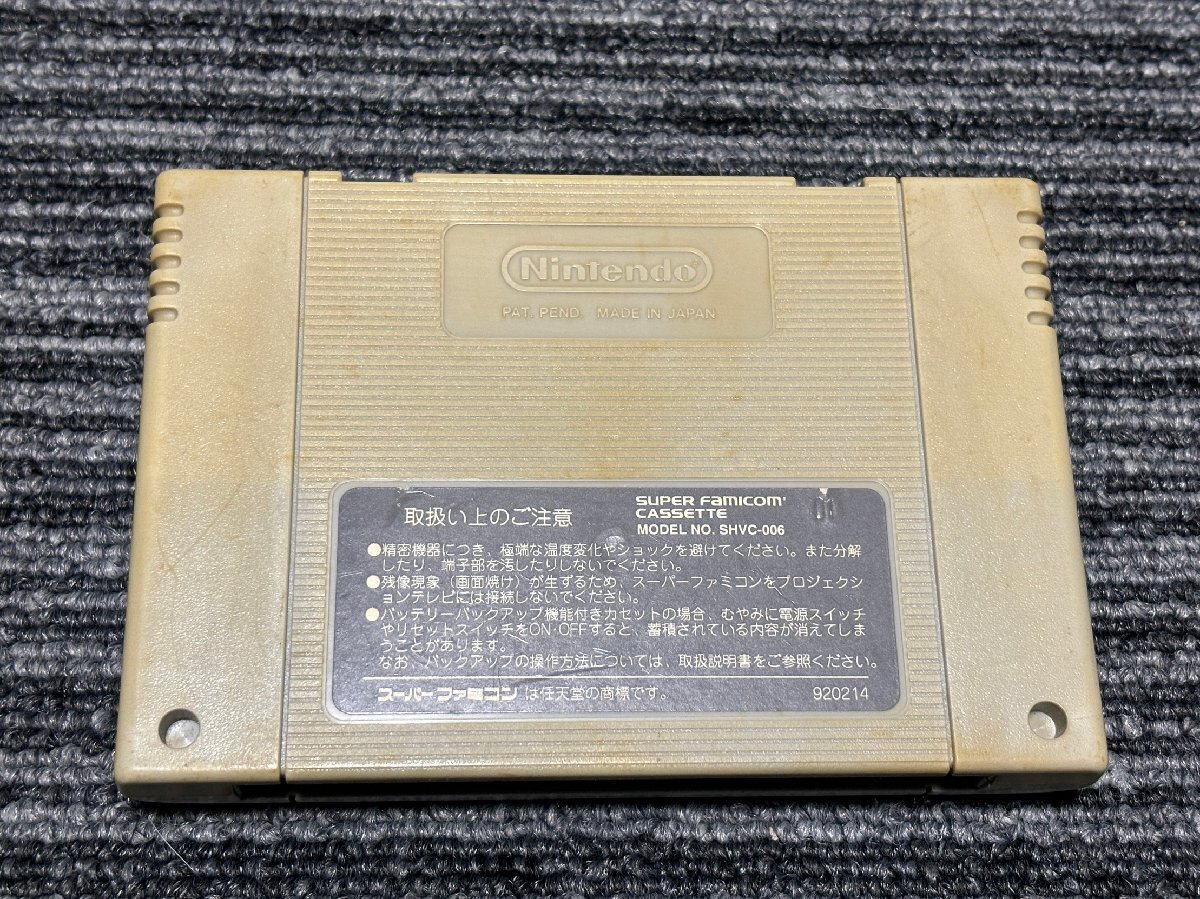 Nintendo
PAT. PEND. MADE IN JAPAN
取扱い上のご注意
SUPER FAMICOM
CASSETTE
MODEL NO. SHVC-006
●精密機器につき、極端な温度変化やショックを避けてください。また分解
したり、端子部を汚したりしないでください。
●残像現象（画面焼け）が生ずるため、スーパーファミコンをプロジェクシ
ョンテレビには接続しないでください。
●バッテリーバックアップ機能付きカセットの場合、むやみに電源スイッチ
やリセットスイッチをON・OFFすると、蓄積されている内容が消えてしま
うことがあります。
なお、バックアップの操作方法については、取扱説明書をご参照ください。
スーパーファミコンは任天堂の商標です。
920214